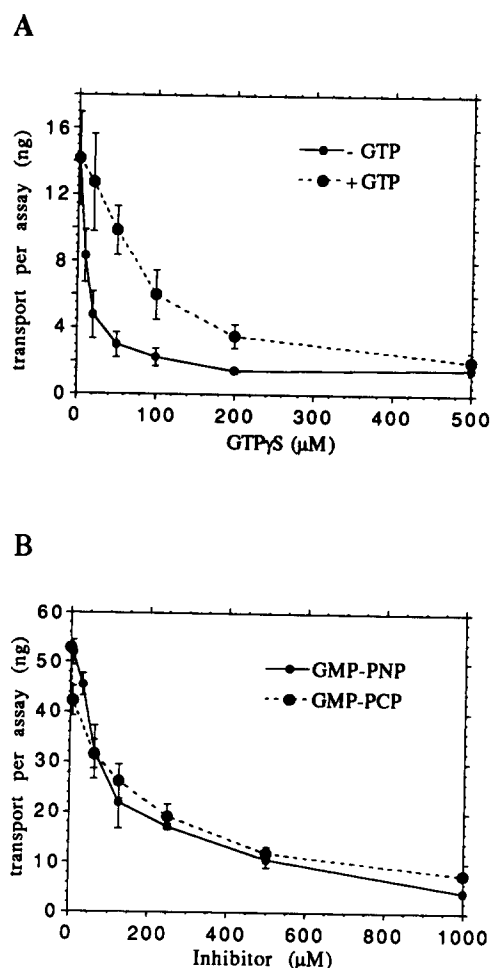 A
transport per assay (ng)
16
12
8
4
0
- GTP
+ GTP
0 100 200 300 400 500
GTPγS (μM)
B
transport per assay (ng)
60
50
40
30
20
10
0
GMP-PNP
GMP-PCP
0 200 400 600 800 1000
Inhibitor (μM)